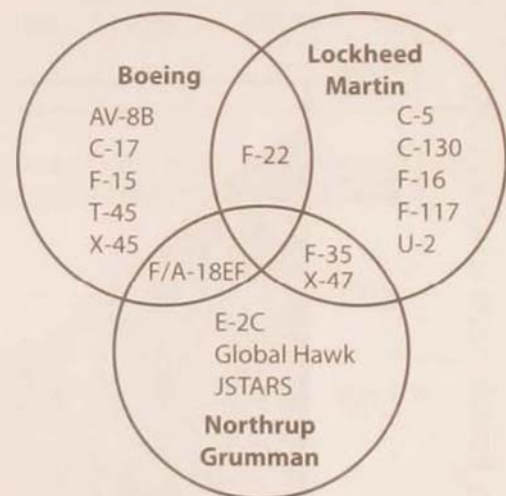 Boeing
AV-8B
C-17
F-15
T-45
X-45
Lockheed
Martin
C-5
C-130
F-16
F-117
U-2
F-22
F/A-18EF
F-35
X-47
E-2C
Global Hawk
JSTARS
Northrup
Grumman